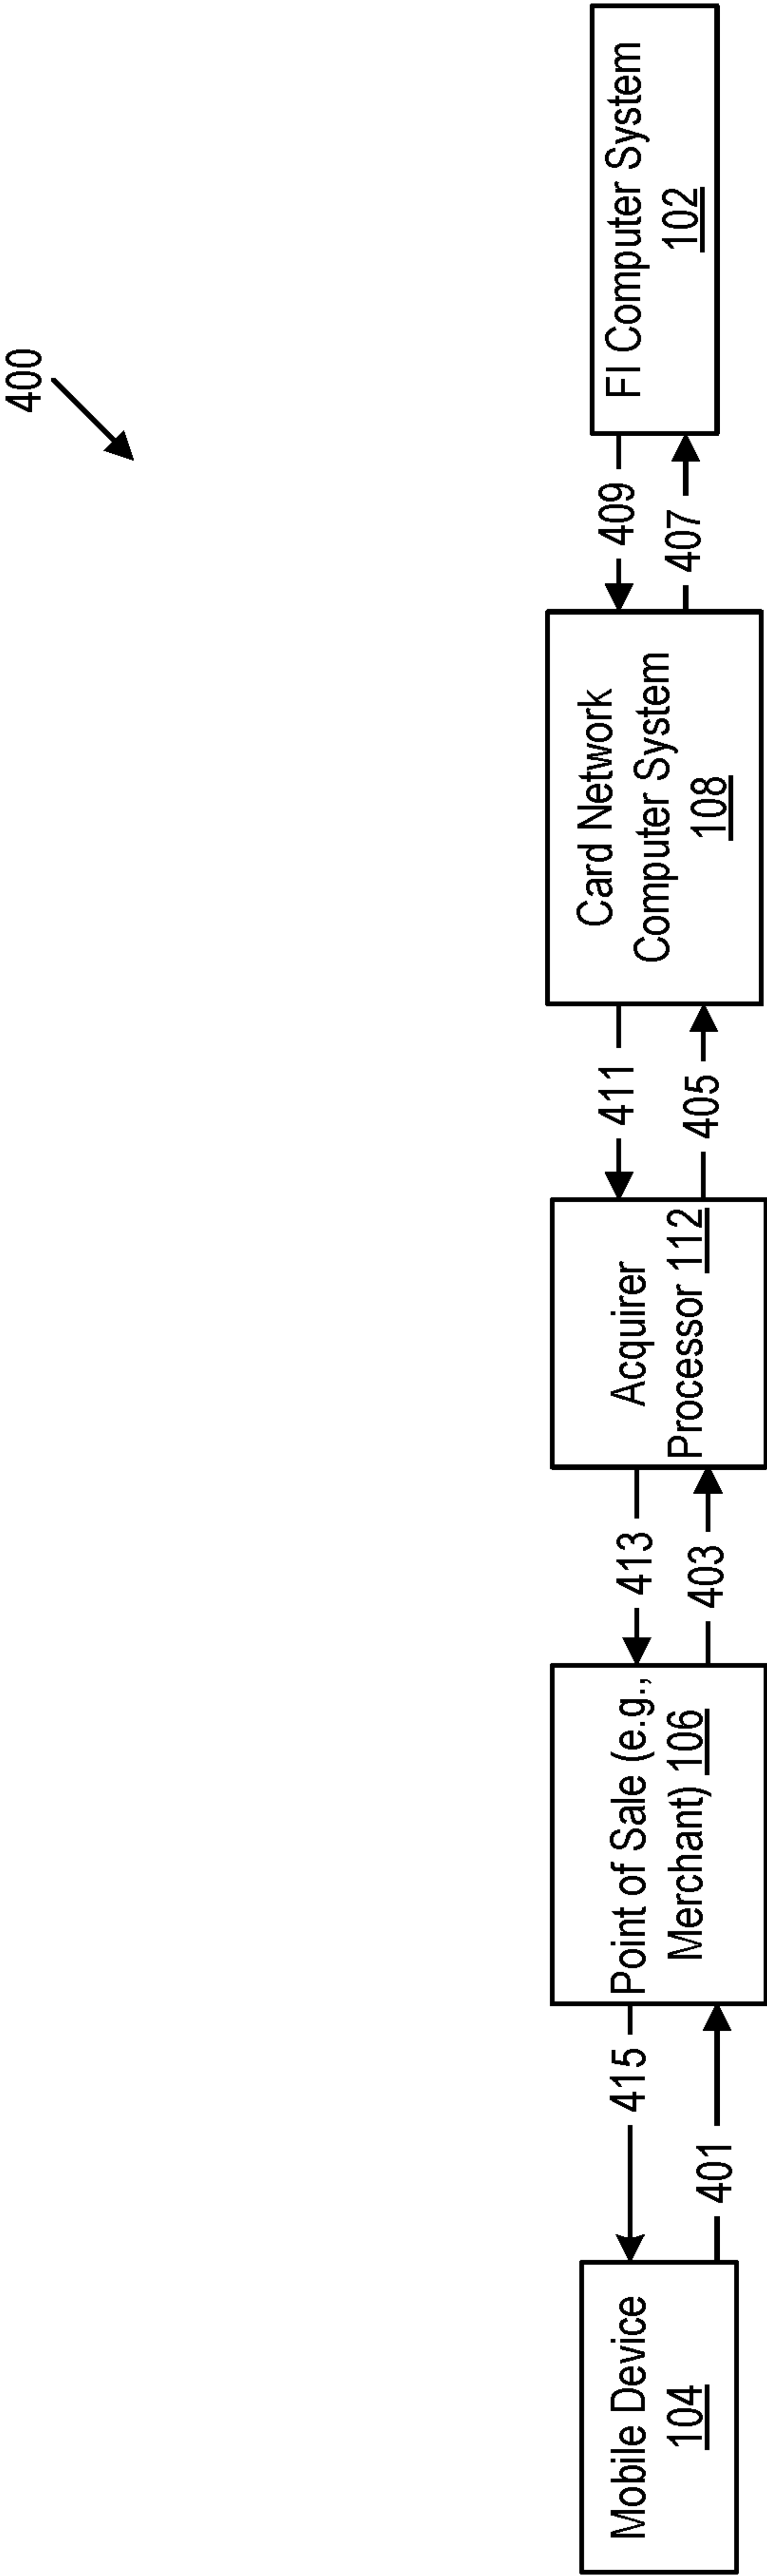 400
Mobile Device
104
415
401
Point of Sale (e.g.,
Merchant) 106
413
403
Acquirer
Processor 112
411
405
Card Network
Computer System
108
409
407
FI Computer System
102